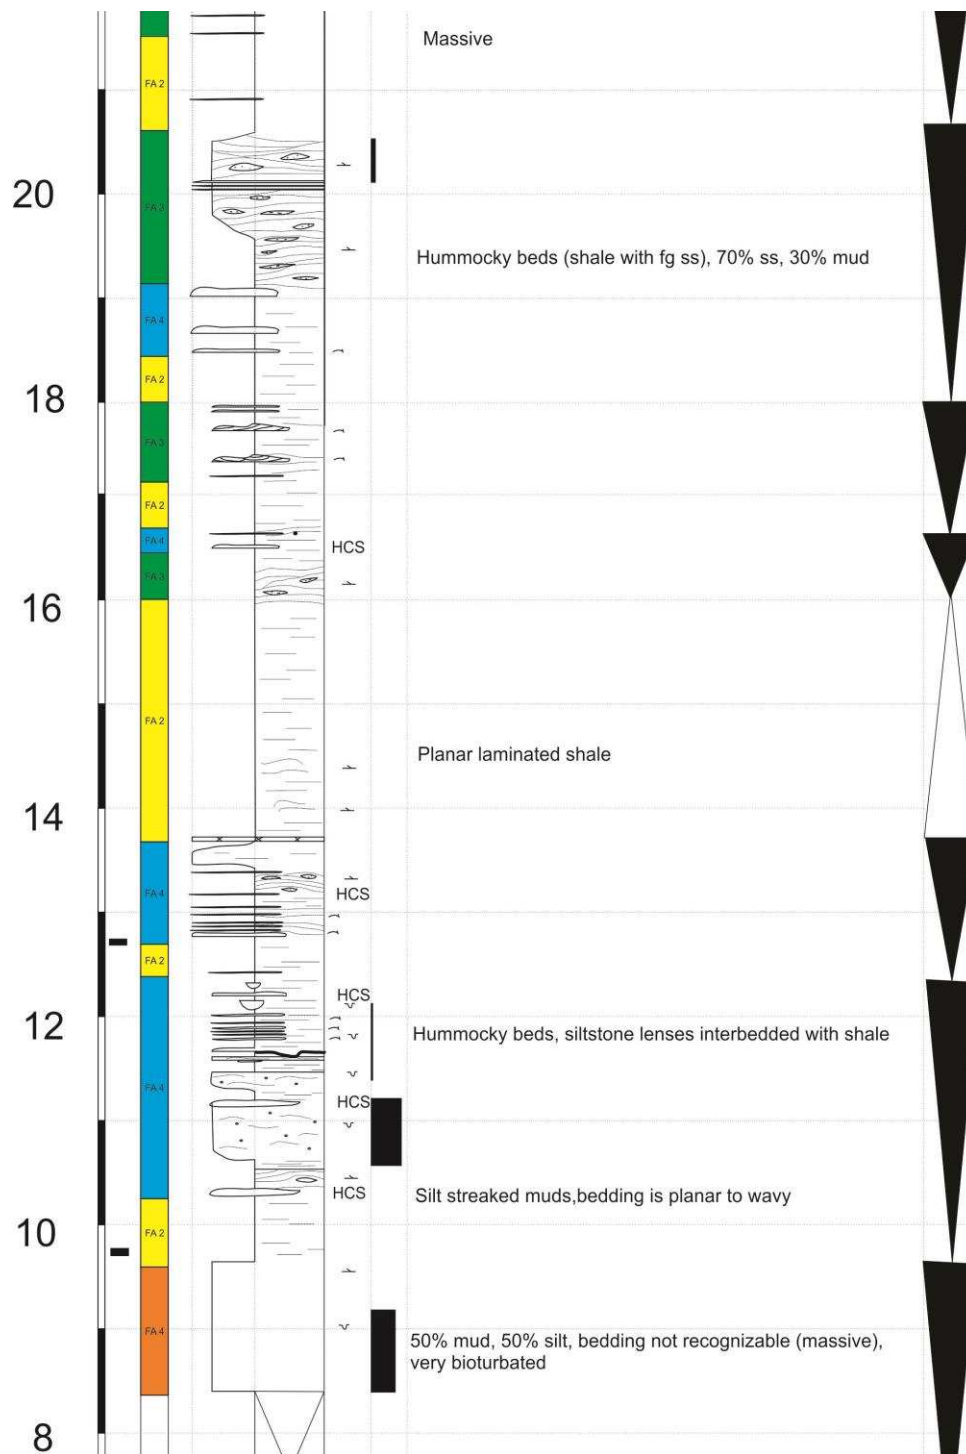 Massive
FA 2
20
FA 3
Hummocky beds (shale with fg ss), 70% ss, 30% mud
FA 4
18
FA 2
FA 3
FA 2
FA 4
HCS
FA 3
16
FA 2
Planar laminated shale
14
FA 4
HCS
FA 2
HCS
12
Hummocky beds, siltstone lenses interbedded with shale
FA 4
HCS
HCS
Silt streaked muds,bedding is planar to wavy
10
FA 2
FA 4
50% mud, 50% silt, bedding not recognizable (massive),
very bioturbated
8